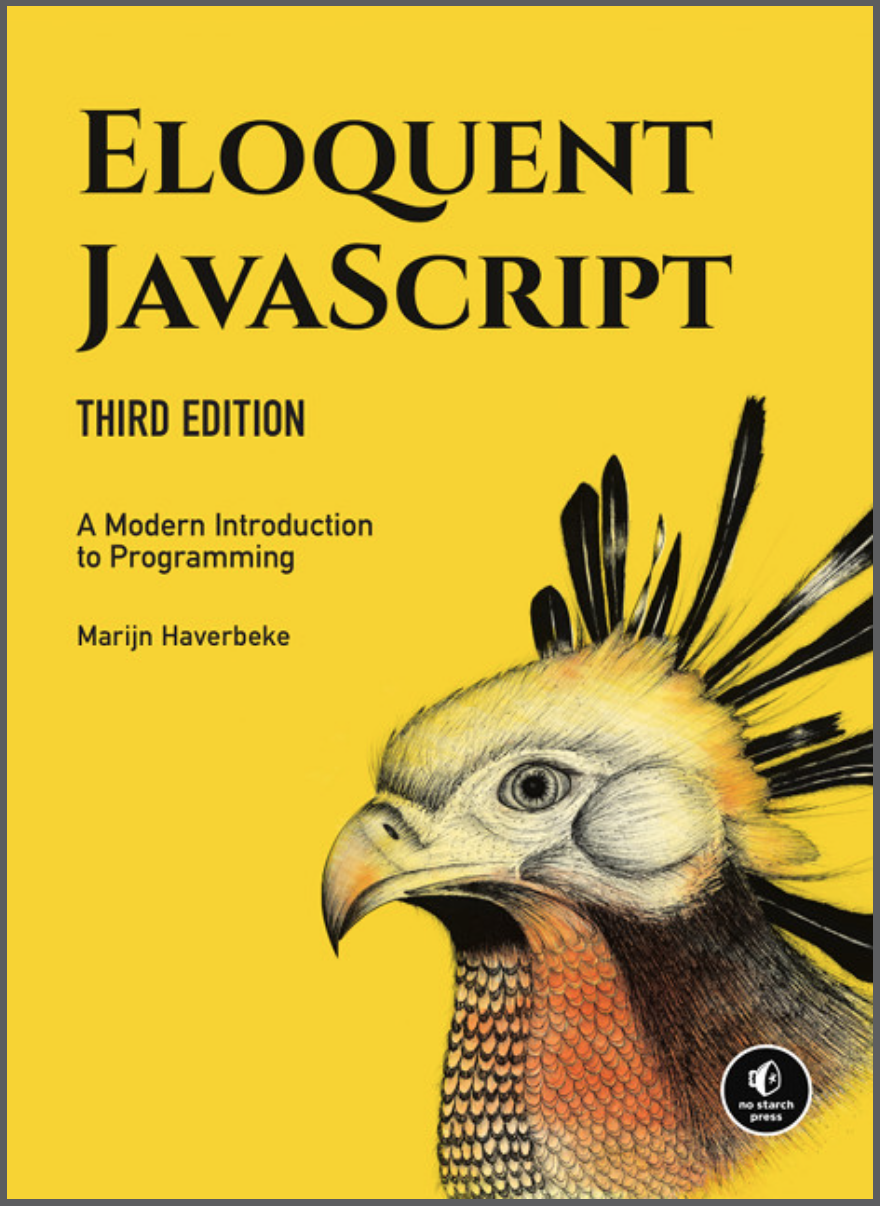 ELOQUENT
JAVASCRIPT
THIRD EDITION
A Modern Introduction
to Programming
Marijn Haverbeke
no starch
press